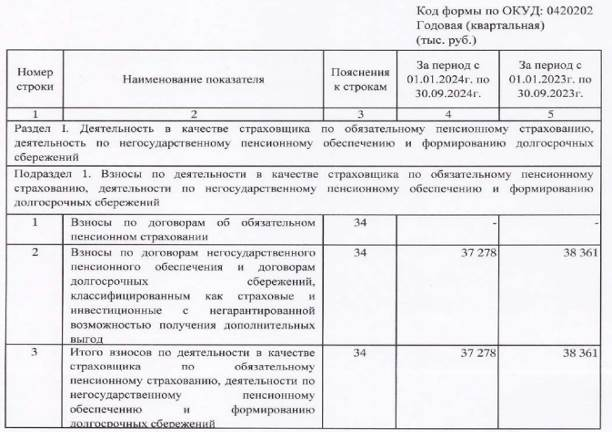 Код формы по ОКУД: 0420202
Годовая (квартальная)
(тыс. руб.)
Номер строки
Наименование показателя
Пояснения к строкам
За период с 01.01.2024г. по 30.09.2024г.
За период с 01.01.2023г. по 30.09.2023г.
1 2 3 4 5
Раздел I. Деятельность в качестве страховщика по обязательному пенсионному страхованию,
деятельность по негосударственному пенсионному обеспечению и формированию долгосрочных
сбережений
Подраздел 1. Взносы по деятельности в качестве страховщика по обязательному пенсионному
страхованию, деятельности по негосударственному пенсионному обеспечению и формированию
долгосрочных сбережений
1 Взносы по договорам об обязательном 34 - -
пенсионном страховании
2 Взносы по договорам негосударственного 34 37 278 38 361
пенсионного обеспечения и договорам
долгосрочных сбережений,
классифицированным как страховые и
инвестиционные с негарантированной
возможностью получения дополнительных
выгод
3 Итого взносов по деятельности в качестве 34 37 278 38 361
страховщика по обязательному
пенсионному страхованию, деятельности по
негосударственному пенсионному
обеспечению и формированию
долгосрочных сбережений